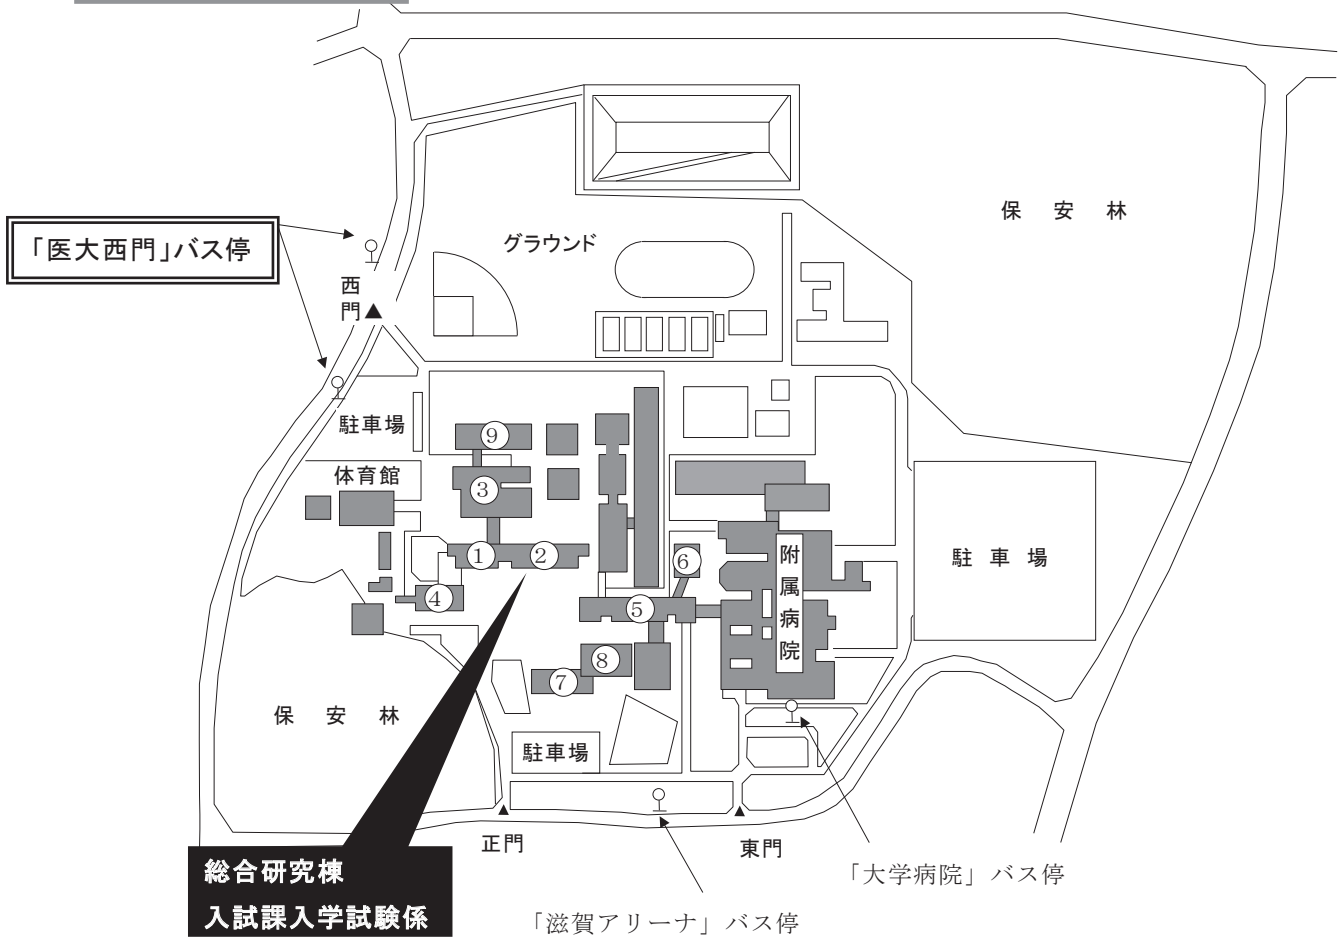 保 安 林
「医大西門」バス停
グラウンド
西
門
駐車場
体育館
⑨
③
①
②
④
⑥
⑤
⑧
⑦
附
属
病
院
駐 車 場
保 安 林
駐車場
正門
東門
総合研究棟
入試課入学試験係
「大学病院」バス停
「滋賀アリーナ」バス停